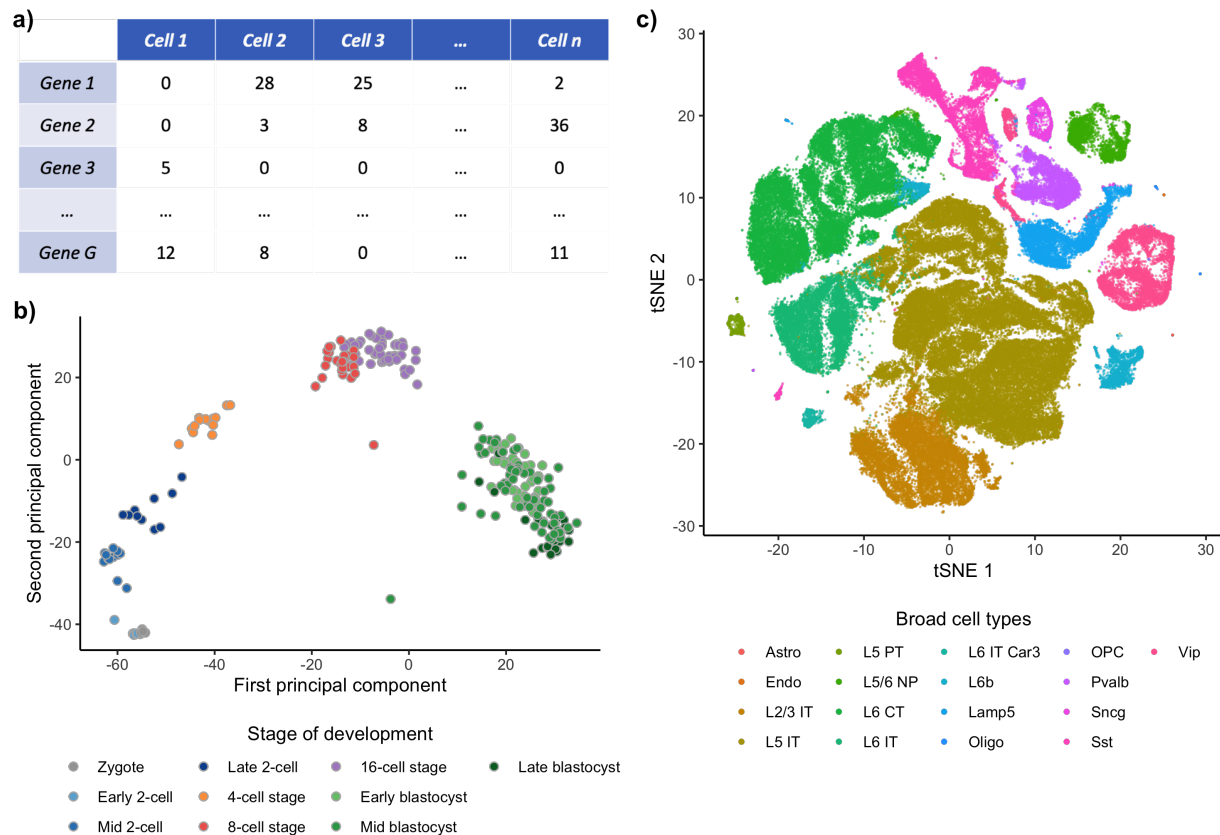 a)
Cell 1 Cell 2 Cell 3 ... Cell n
Gene 1 0 28 25 ... 2
Gene 2 0 3 8 ... 36
Gene 3 5 0 0 ... 0
... ... ... ... ... ...
Gene G 12 8 0 ... 11
b)
Second principal component
20
0
-20
-40
-60 -40 -20 0 20
First principal component
Stage of development
Zygote Late 2-cell 16-cell stage Late blastocyst
Early 2-cell 4-cell stage Early blastocyst
Mid 2-cell 8-cell stage Mid blastocyst
c)
tSNE 2
30
20
10
0
-10
-20
-30
-20 -10 0 10 20 30
tSNE 1
Broad cell types
Astro L5 PT L6 IT Car3 OPC Vip
Endo L5/6 NP L6b Pvalb
L2/3 IT L6 CT Lamp5 Sncg
L5 IT L6 IT Oligo Sst